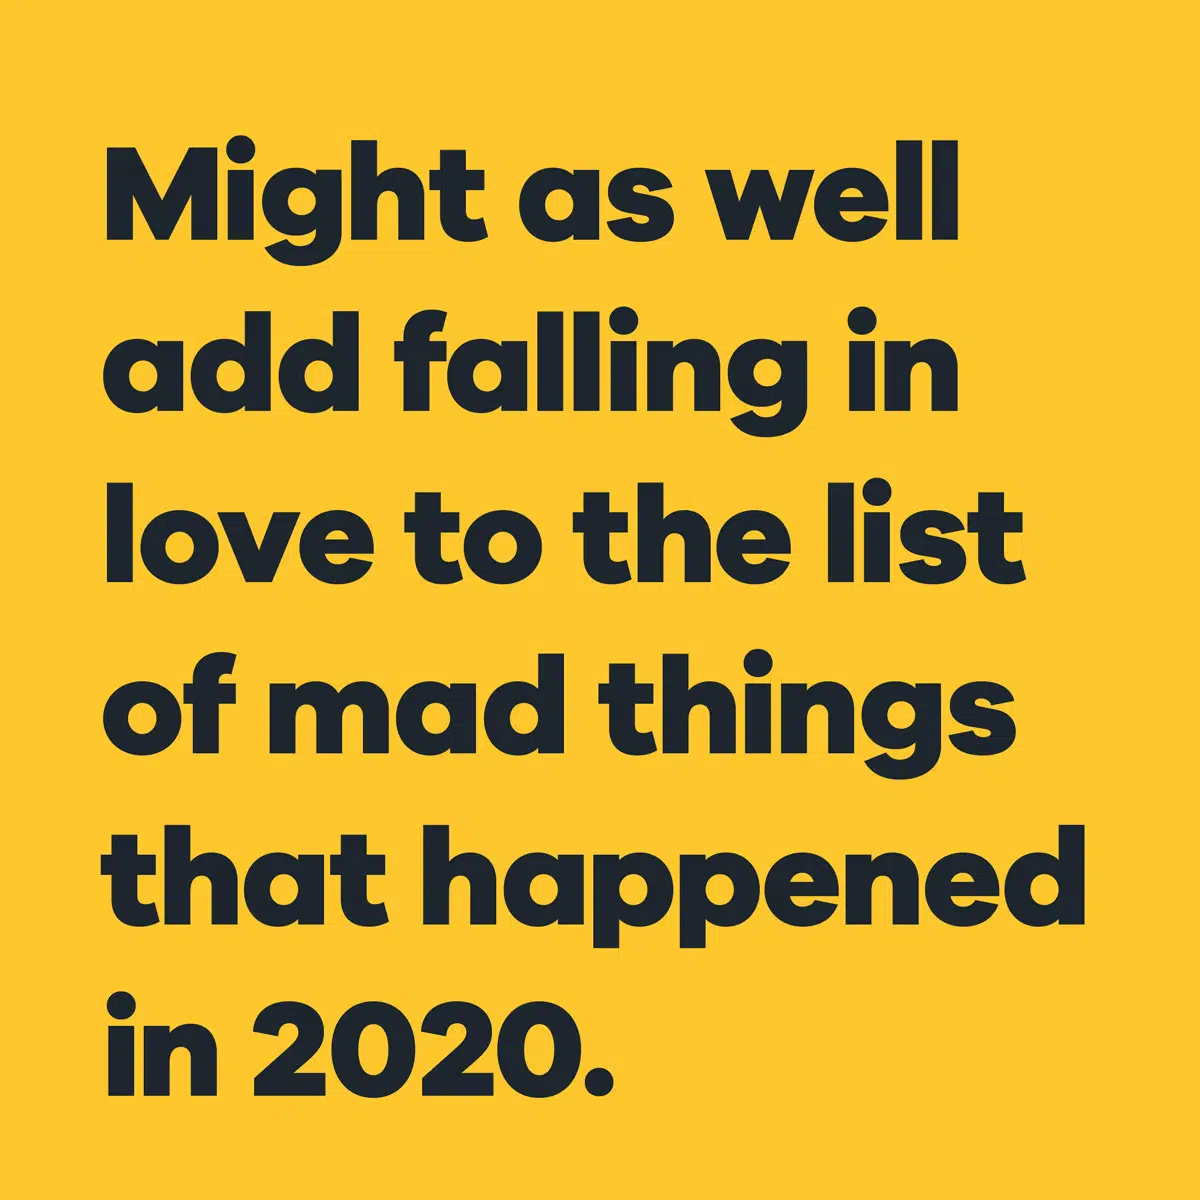 Might as well
add falling in
love to the list
of mad things
that happened
in 2020.